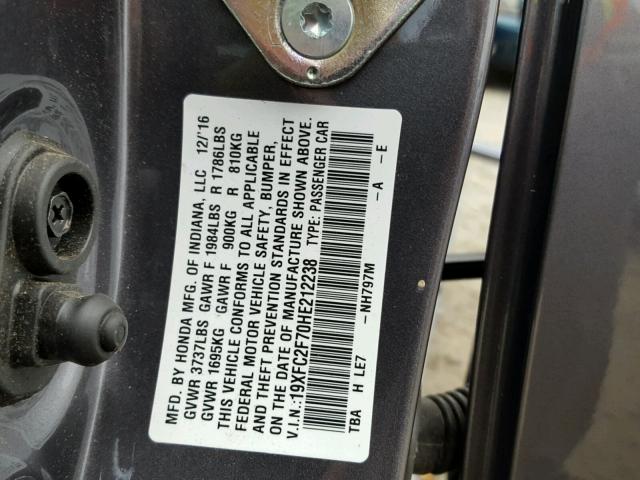 MFD. BY HONDA MFG. OF INDIANA, LLC 12/'16
GVWR 3737LBS GAWR F 1984LBS R 1786LBS
GVWR 1695KG GAWR F 900KG R 810KG
THIS VEHICLE CONFORMS TO ALL APPLICABLE
FEDERAL MOTOR VEHICLE SAFETY, BUMPER,
AND THEFT PREVENTION STANDARDS IN EFFECT
ON THE DATE OF MANUFACTURE SHOWN ABOVE.
V.I.N.:19XFC2F70HE212238 TYPE: PASSENGER CAR
TBA H LE7 -NH797M -A -E